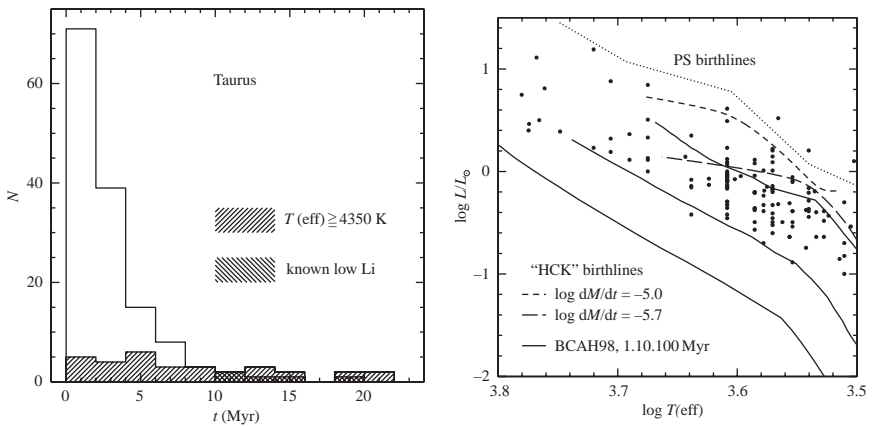 60
40
20
0
N
0
5
10
15
20
t (Myr)
Taurus
T (eff) ≧ 4350 K
known low Li
1
0
−1
−2
log L/L⊙
3.8
3.7
3.6
3.5
log T(eff)
PS birthlines
“HCK” birthlines
log dM/dt = −5.0
log dM/dt = −5.7
BCAH98, 1.10.100 Myr